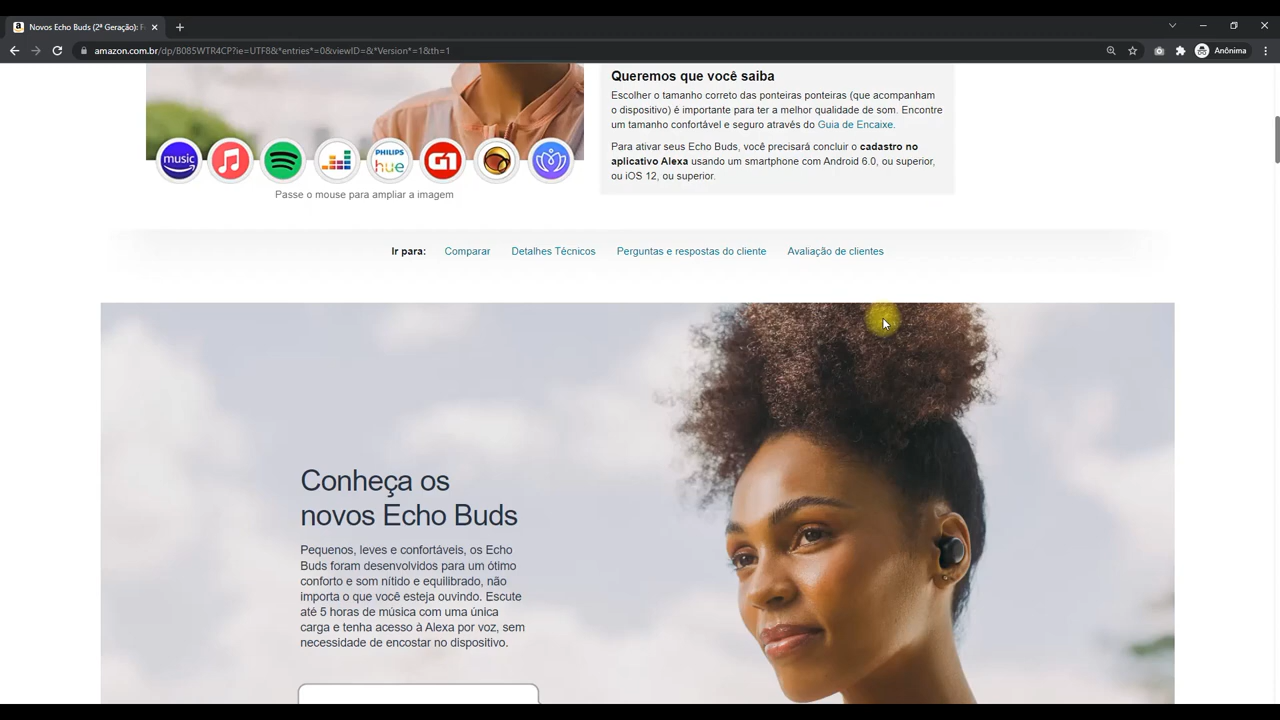 Novos Echo Buds (2ª Geração): F
amazon.com.br/dp/B085WTR4CP?ie=UTF8&*entries*=0&viewID=&*Version*=1&th=1
Anônima
music
PHILIPS
hue
G1
Passe o mouse para ampliar a imagem
Queremos que você saiba
Escolher o tamanho correto das ponteiras ponteiras (que acompanham
o dispositivo) é importante para ter a melhor qualidade de som. Encontre
um tamanho confortável e seguro através do Guia de Encaixe.
Para ativar seus Echo Buds, você precisará concluir o cadastro no
aplicativo Alexa usando um smartphone com Android 6.0, ou superior,
ou iOS 12, ou superior.
Ir para: Comparar Detalhes Técnicos Perguntas e respostas do cliente Avaliação de clientes
Conheça os
novos Echo Buds
Pequenos, leves e confortáveis, os Echo
Buds foram desenvolvidos para um ótimo
conforto e som nítido e equilibrado, não
importa o que você esteja ouvindo. Escute
até 5 horas de música com uma única
carga e tenha acesso à Alexa por voz, sem
necessidade de encostar no dispositivo.